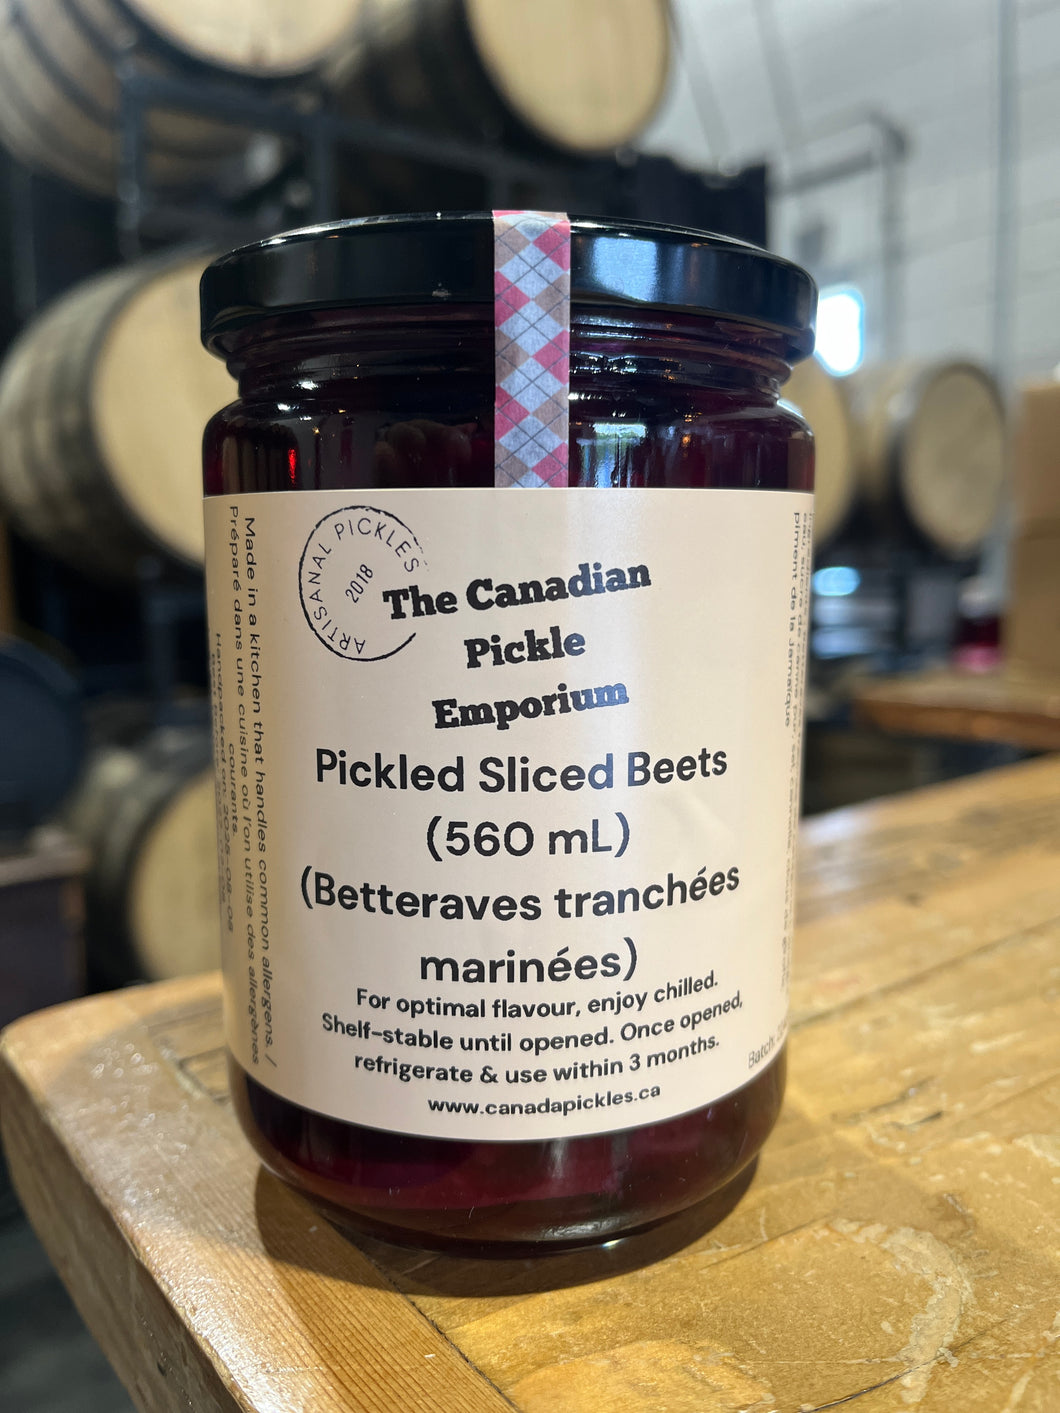 ARTISANAL PICKLES
2018
The Canadian
Pickle
Emporium
Pickled Sliced Beets
(560 mL)
(Betteraves tranchées
marinées)
For optimal flavour, enjoy chilled.
Shelf-stable until opened. Once opened,
refrigerate & use within 3 months.
www.canadapickles.ca
Made in a kitchen that handles common allergens. /
Préparé dans une cuisine où l'on utilise des allergènes
courants.
Handpacked on:
piment de la Jamaïque
Batch: